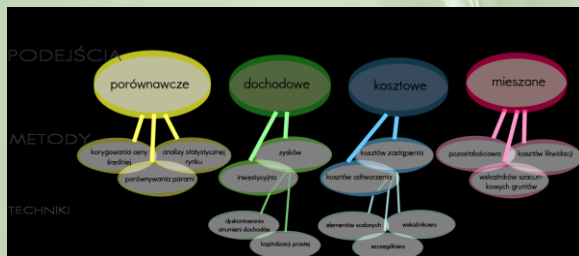 PODEJŚCIA
porównawcze
dochodowe
kosztowe
mieszane
METODY
korygowania ceny
średniej
analizy statystycznej
rynku
porównywania parami
zysków
inwestycyjna
kosztów zastąpienia
kosztów odtworzenia
pozostałościowa
kosztów likwidacji
wskaźników szacun-
kowych gruntów
TECHNIKI
dyskontowania
strumieni dochodów
kapitalizacji prostej
elementów scalonych
wskaźnikowa
szczegółowa